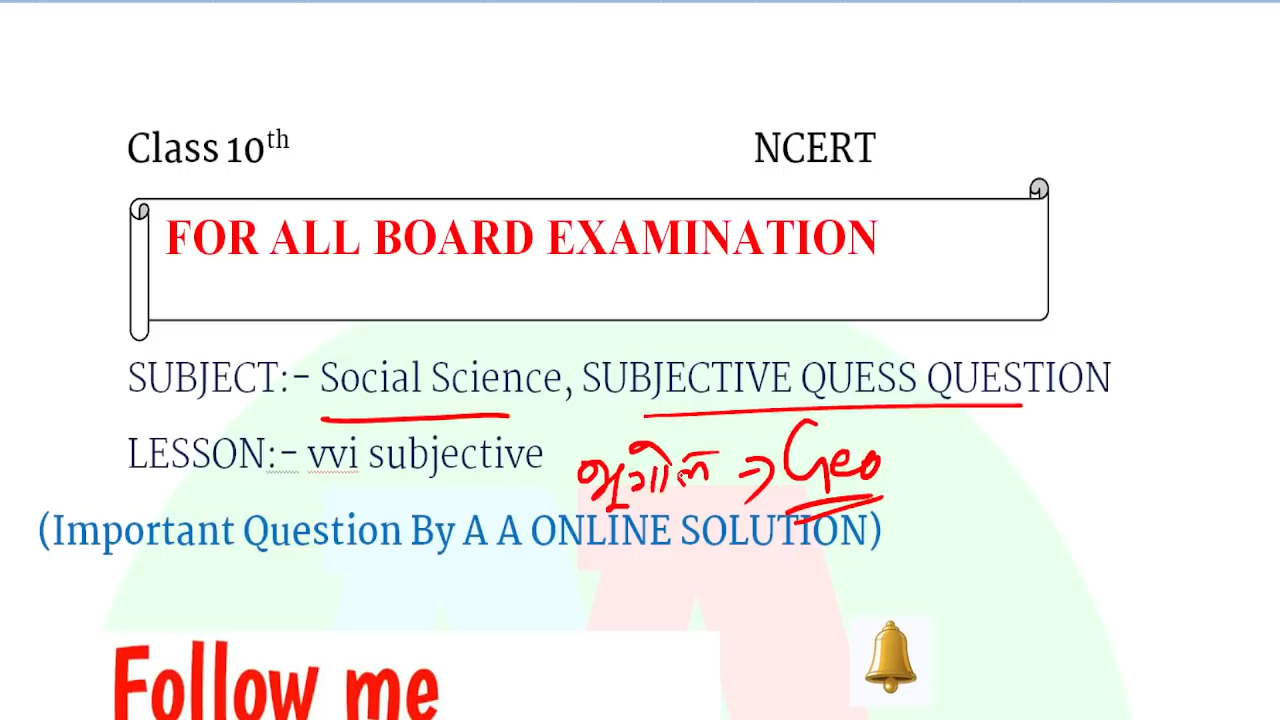 Class 10th NCERT
FOR ALL BOARD EXAMINATION
SUBJECT:- Social Science, SUBJECTIVE QUESS QUESTION
LESSON:- vvi subjective भूगोल → Geo
(Important Question By A A ONLINE SOLUTION)
Follow me